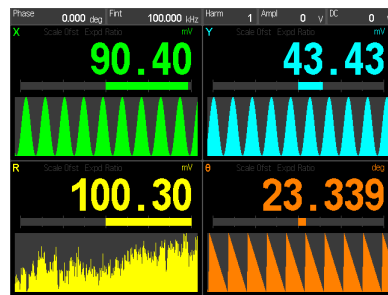 Phase 0.000 deg Fint 100.000 kHz Harm 1 Ampl 0 V DC 0
X Scale Ofst Expd Ratio mV
90.40
Y Scale Ofst Expd Ratio mV
43.43
R Scale Ofst Expd Ratio mV
100.30
θ Scale Ofst Expd Ratio deg
23.339